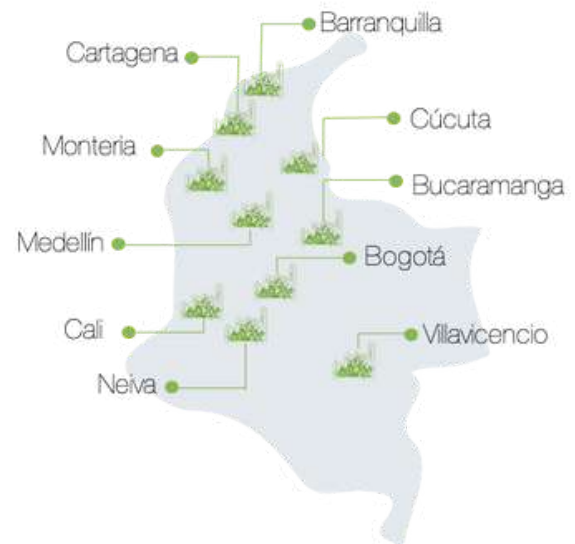 Barranquilla
Cartagena
Cúcuta
Monteria
Bucaramanga
Medellín
Bogotá
Cali
Villavicencio
Neiva